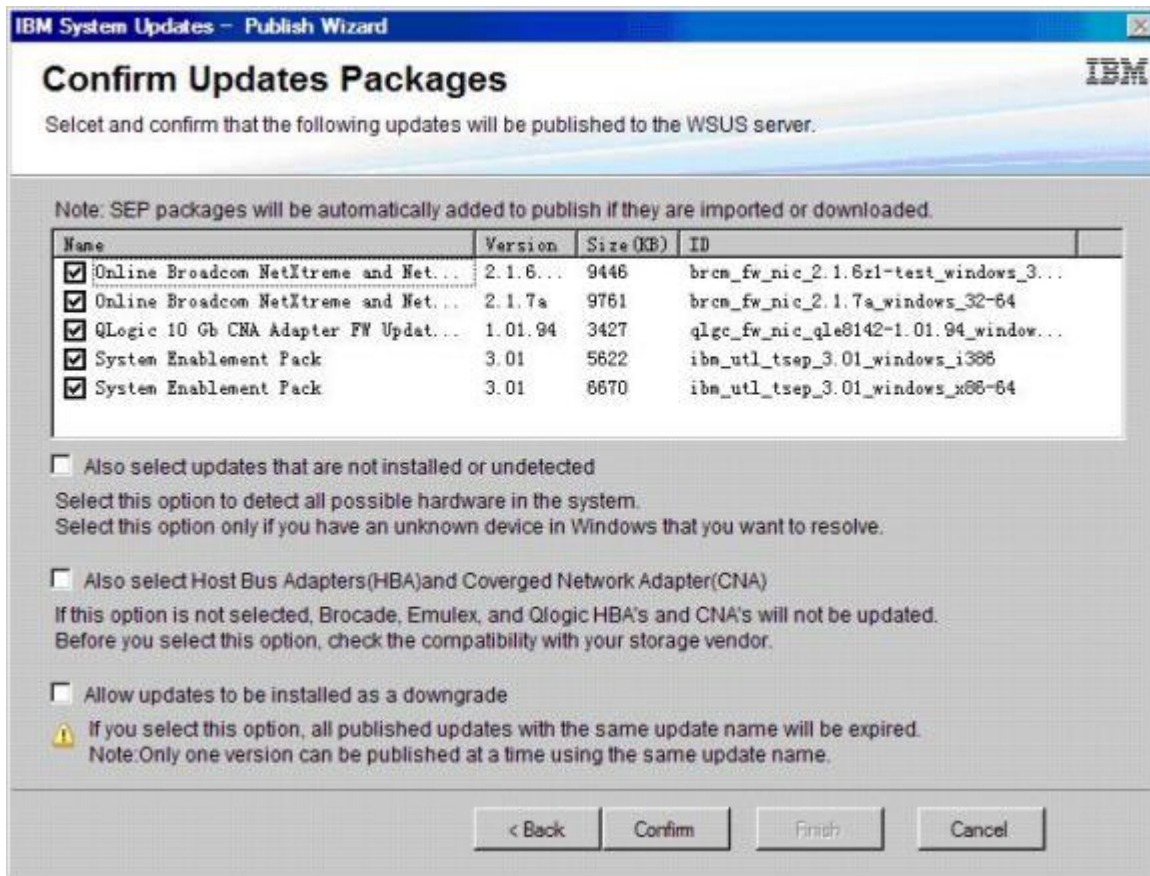 IBM System Updates - Publish Wizard
Confirm Updates Packages
IBM
Selcet and confirm that the following updates will be published to the WSUS server.
Note: SEP packages will be automatically added to publish if they are imported or downloaded.
Name Version Size(KB) ID
Online Broadcom NetXtreme and Net... 2.1.6... 9446 brcm_fw_nic_2.1.6z1-test_windows_3...
Online Broadcom NetXtreme and Net... 2.1.7a 9761 brcm_fw_nic_2.1.7a_windows_32-64
QLogic 10 Gb CNA Adapter FW Updat... 1.01.94 3427 qlgc_fw_nic_qle8142-1.01.94_window...
System Enablement Pack 3.01 5622 ibm_utl_tsep_3.01_windows_i386
System Enablement Pack 3.01 6670 ibm_utl_tsep_3.01_windows_x86-64
Also select updates that are not installed or undetected
Select this option to detect all possible hardware in the system.
Select this option only if you have an unknown device in Windows that you want to resolve.
Also select Host Bus Adapters(HBA)and Coverged Network Adapter(CNA)
If this option is not selected, Brocade, Emulex, and Qlogic HBA's and CNA's will not be updated.
Before you select this option, check the compatibility with your storage vendor.
Allow updates to be installed as a downgrade
If you select this option, all published updates with the same update name will be expired.
Note:Only one version can be published at a time using the same update name.
< Back Confirm Finish Cancel